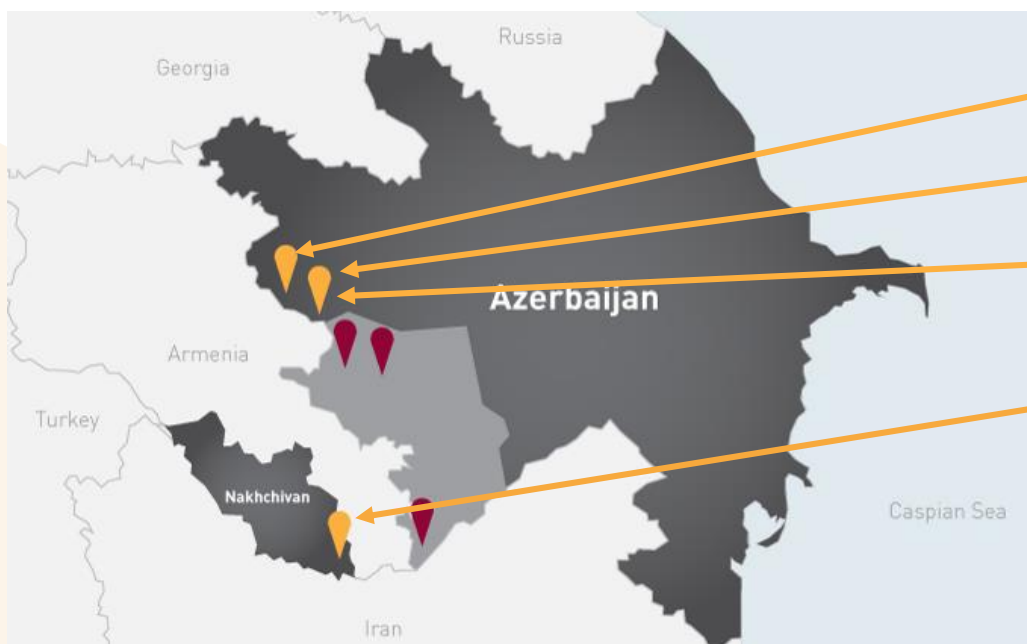 Russia
Georgia
Azerbaijan
Armenia
Turkey
Nakhchivan
Caspian Sea
Iran